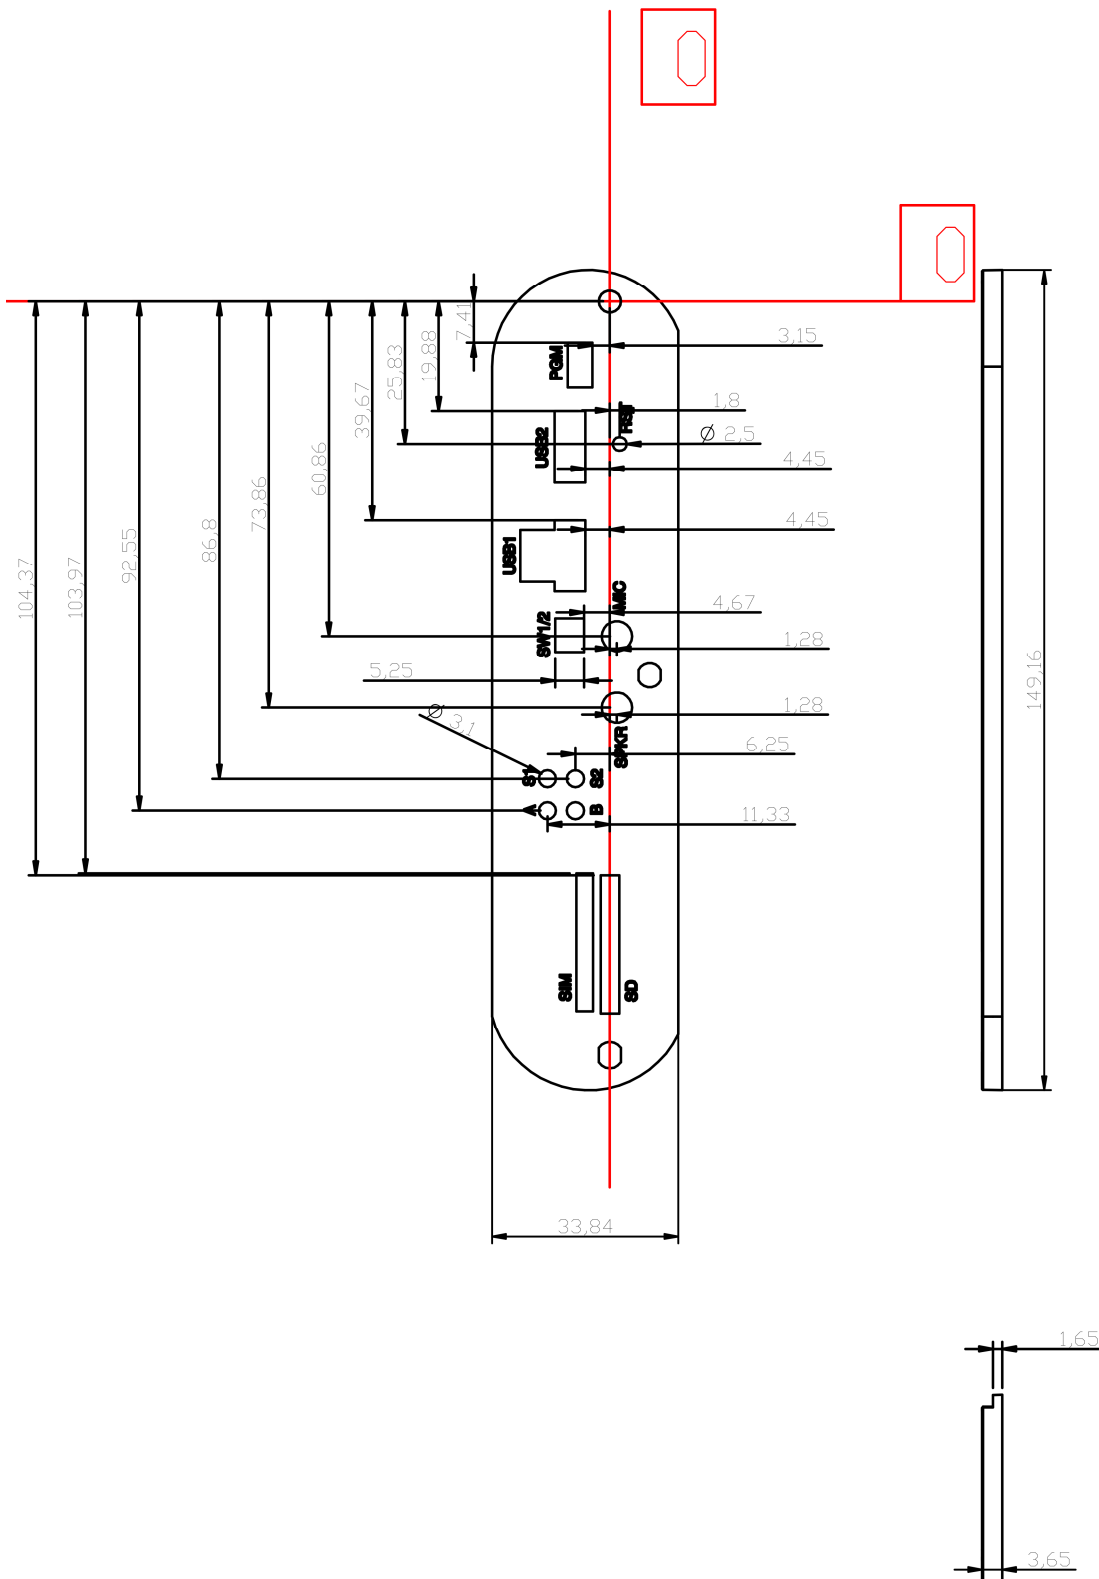 7,41
3,15
PGM
19,88
25,83
39,67
1,8
RST
Ø 2,5
USB2
4,45
60,86
73,86
86,8
92,55
103,97
104,37
4,45
USB1
MIC
4,67
SW1/2
1,28
5,25
149,16
1,28
Ø 3,1
SPKR
6,25
S1
S2
A
B
11,33
SIM
SD
33,84
1,65
3,65